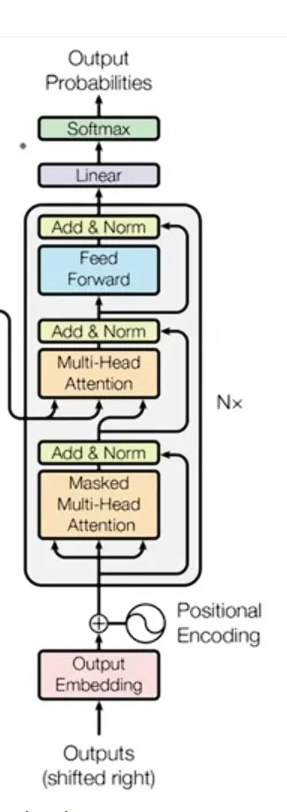 Output
Probabilities
Softmax
Linear
Add & Norm
Feed
Forward
Add & Norm
Multi-Head
Attention
N×
Add & Norm
Masked
Multi-Head
Attention
Positional
Encoding
Output
Embedding
Outputs
(shifted right)